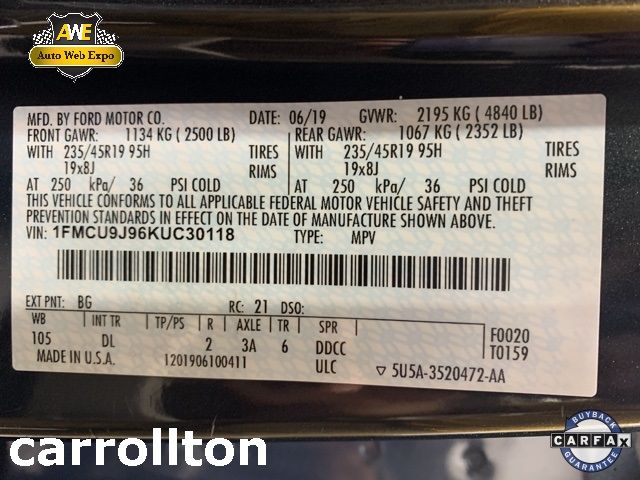 AWE
Auto Web Expo
MFD. BY FORD MOTOR CO. DATE: 06/19 GVWR: 2195 KG ( 4840 LB)
FRONT GAWR: 1134 KG ( 2500 LB) REAR GAWR: 1067 KG ( 2352 LB)
WITH 235/45R19 95H TIRES WITH 235/45R19 95H TIRES
19x8J RIMS 19x8J RIMS
AT 250 kPa/ 36 PSI COLD AT 250 kPa/ 36 PSI COLD
THIS VEHICLE CONFORMS TO ALL APPLICABLE FEDERAL MOTOR VEHICLE SAFETY AND THEFT
PREVENTION STANDARDS IN EFFECT ON THE DATE OF MANUFACTURE SHOWN ABOVE.
VIN: 1FMCU9J96KUC30118 TYPE: MPV
EXT PNT: BG RC: 21 DSO:
WB INT TR TP/PS R AXLE TR SPR F0020
105 DL 2 3A 6 DDCC T0159
MADE IN U.S.A. 1201906100411 ULC ▽ 5U5A-3520472-AA
carrollton
BUYBACK
CARFAX
GUARANTEE